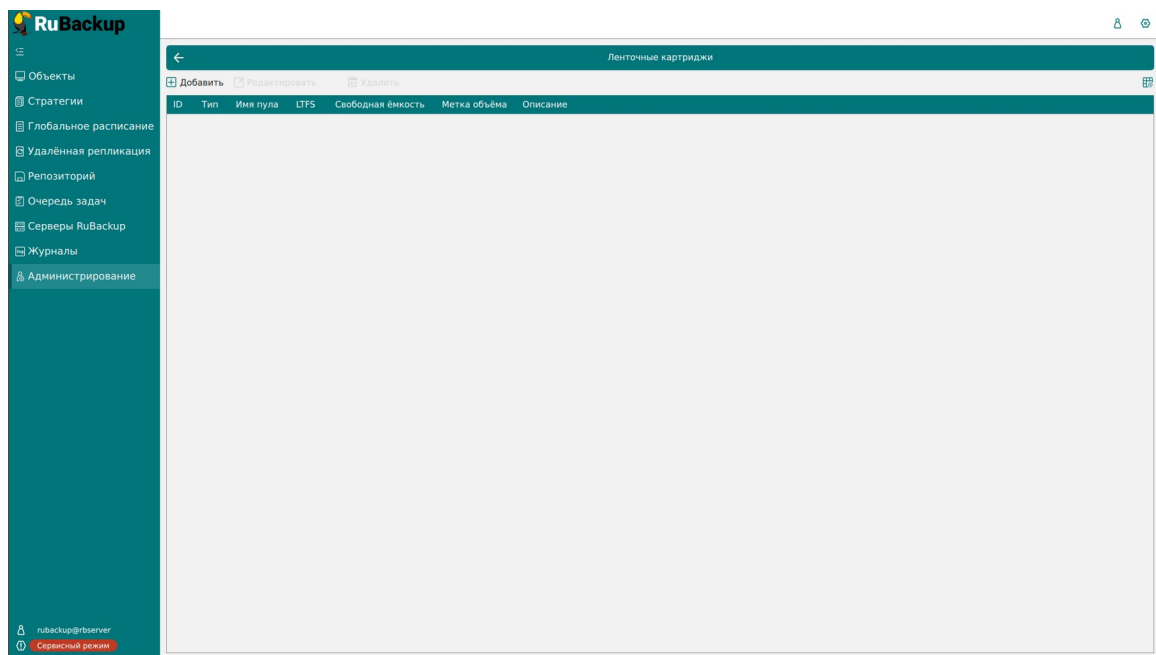 RuBackup
Ленточные картриджи
Объекты
Стратегии
Глобальное расписание
Удалённая репликация
Репозиторий
Очередь задач
Серверы RuBackup
Журналы
Администрирование
Добавить Редактировать Удалить
ID Тип Имя пула LTFS Свободная ёмкость Метка объёма Описание
rubackup@rbserver
Сервисный режим